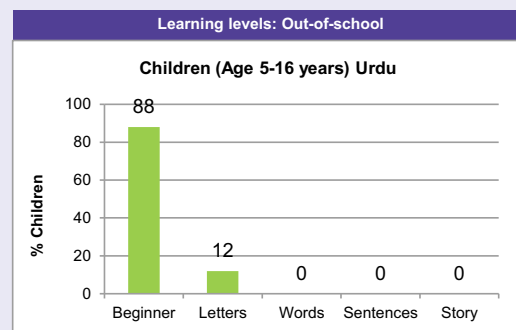 Learning levels: Out-of-school
Children (Age 5-16 years) Urdu
% Children
100
80
60
40
20
0
88
12
0
0
0
Beginner
Letters
Words
Sentences
Story